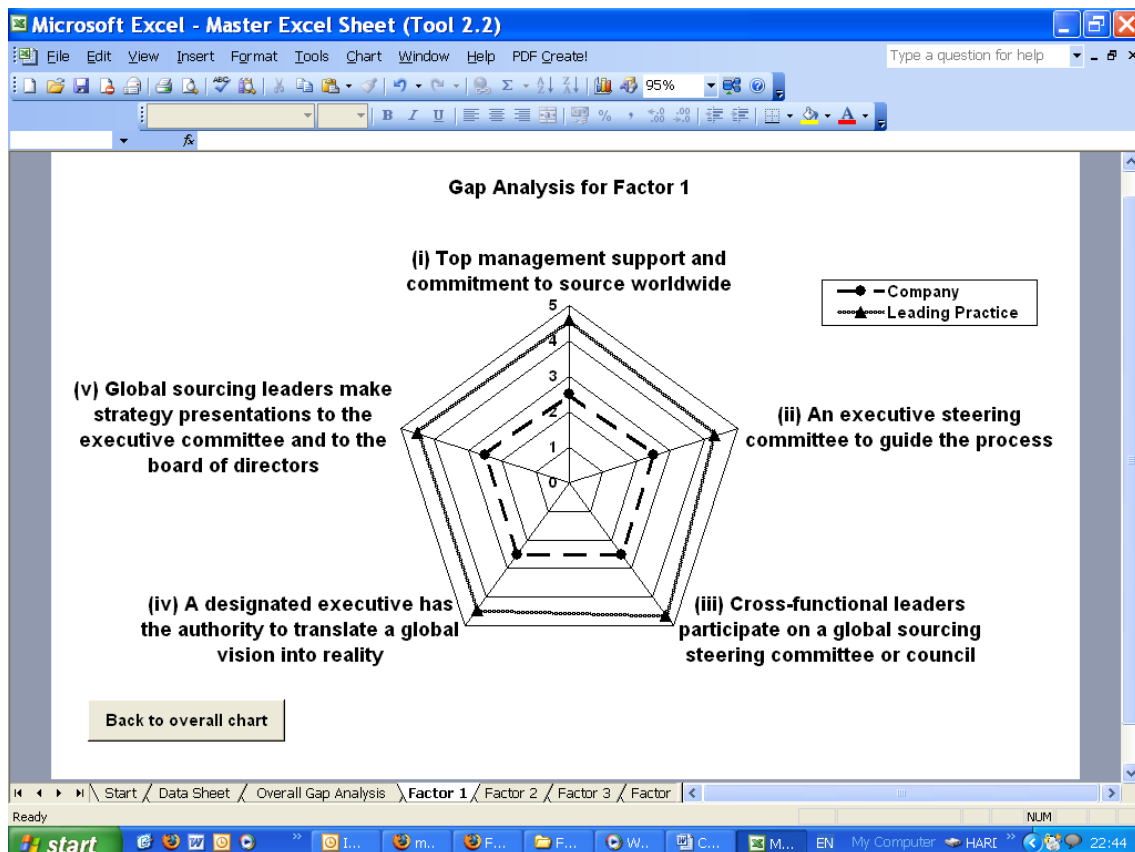 Microsoft Excel - Master Excel Sheet (Tool 2.2)
File Edit View Insert Format Tools Chart Window Help PDF Create!
Type a question for help
95%
B I U
fx
Gap Analysis for Factor 1
(i) Top management support and
commitment to source worldwide
Company
Leading Practice
5
4
3
2
1
0
(v) Global sourcing leaders make
strategy presentations to the
executive committee and to the
board of directors
(ii) An executive steering
committee to guide the process
(iv) A designated executive has
the authority to translate a global
vision into reality
(iii) Cross-functional leaders
participate on a global sourcing
steering committee or council
Back to overall chart
Start / Data Sheet / Overall Gap Analysis \ Factor 1 / Factor 2 / Factor 3 / Factor
Ready
NUM
start I... m... F... F... W... C... M... EN My Computer HARI 22:44